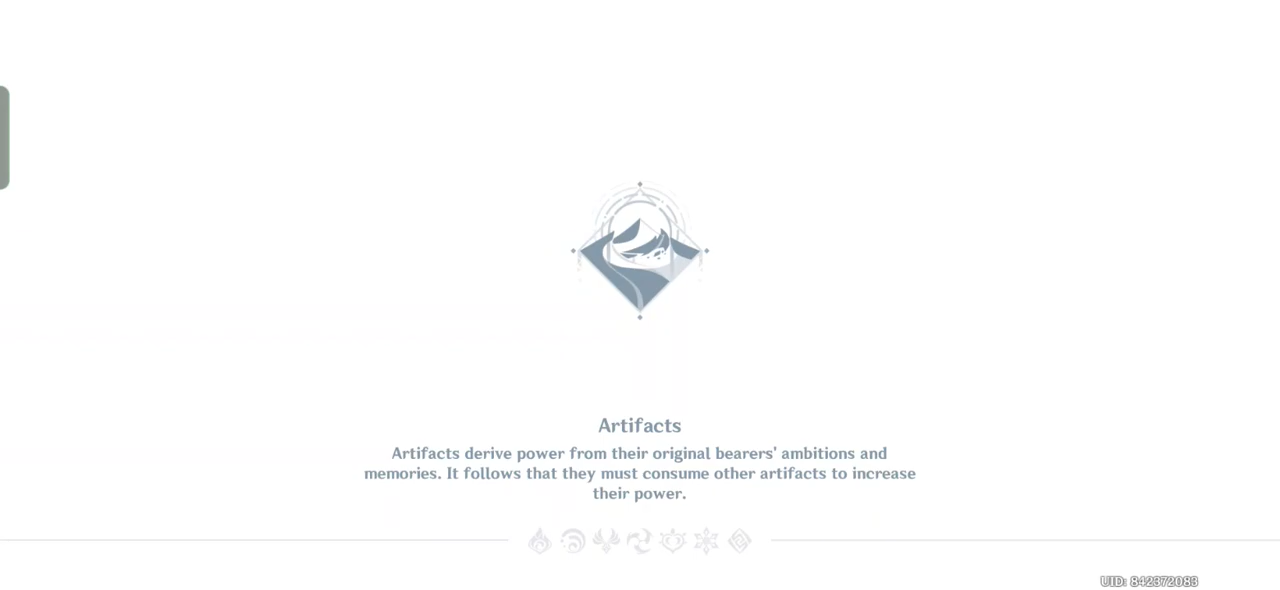 Artifacts
Artifacts derive power from their original bearers' ambitions and
memories. It follows that they must consume other artifacts to increase
their power.
UID: 842372083